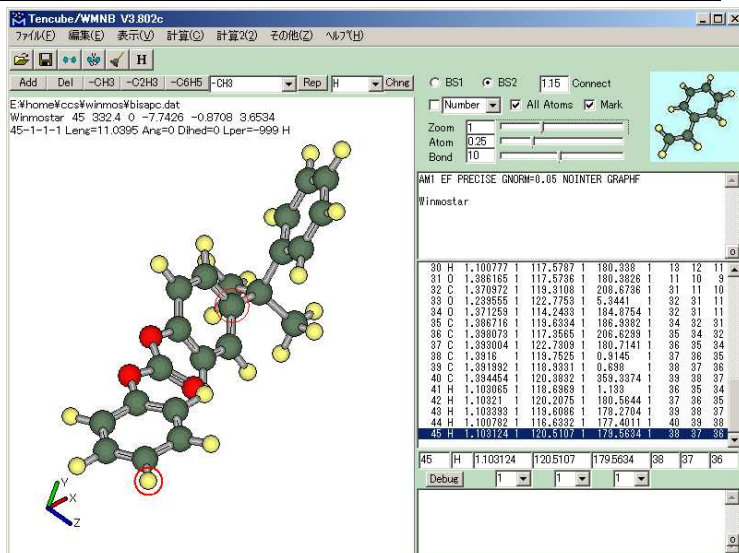 Tencube/WMNB V3.802c
ファイル(F) 編集(E) 表示(V) 計算(C) 計算2(2) その他(Z) ヘルプ(H)
H
Add Del -CH3 -C2H3 -C6H5 -CH3 Rep H Chng
BS1 BS2 1.15 Connect
Number All Atoms Mark
Zoom 1
Atom 0.25
Bond 10
E:¥home¥ccs¥winmos¥bisapc.dat
Winmostar 45 332.4 0 -7.7426 -0.8708 3.6534
45-1-1-1 Leng=11.0395 Ang=0 Dihed=0 Lper=-999 H
AM1 EF PRECISE GNORM=0.05 NOINTER GRAPHF
Winmostar
30 H 1.100777 1 117.5787 1 180.338 1 13 12 11
31 O 1.386165 1 117.5736 1 180.3826 1 11 10 9
32 C 1.370972 1 119.3108 1 208.6736 1 31 11 10
33 O 1.239555 1 122.7753 1 5.3441 1 32 31 11
34 O 1.371259 1 114.2433 1 184.8754 1 32 31 11
35 C 1.386716 1 119.6334 1 186.9382 1 34 32 31
36 C 1.398073 1 117.3565 1 206.6299 1 35 34 32
37 C 1.393004 1 122.7309 1 180.7141 1 36 35 34
38 C 1.3916 1 119.7525 1 0.9145 1 37 36 35
39 C 1.391992 1 118.9331 1 0.698 1 38 37 36
40 C 1.394454 1 120.3832 1 359.3374 1 39 38 37
41 H 1.103065 1 118.6969 1 1.133 1 36 35 34
42 H 1.10321 1 120.2075 1 180.5644 1 37 36 35
43 H 1.103393 1 119.6086 1 178.2704 1 39 38 37
44 H 1.100782 1 116.6332 1 177.4011 1 40 39 38
45 H 1.103124 1 120.5107 1 179.5634 1 38 37 36
45 H 1.103124 120.5107 179.5634 38 37 36
Debug 1 1 1
Y
X
Z